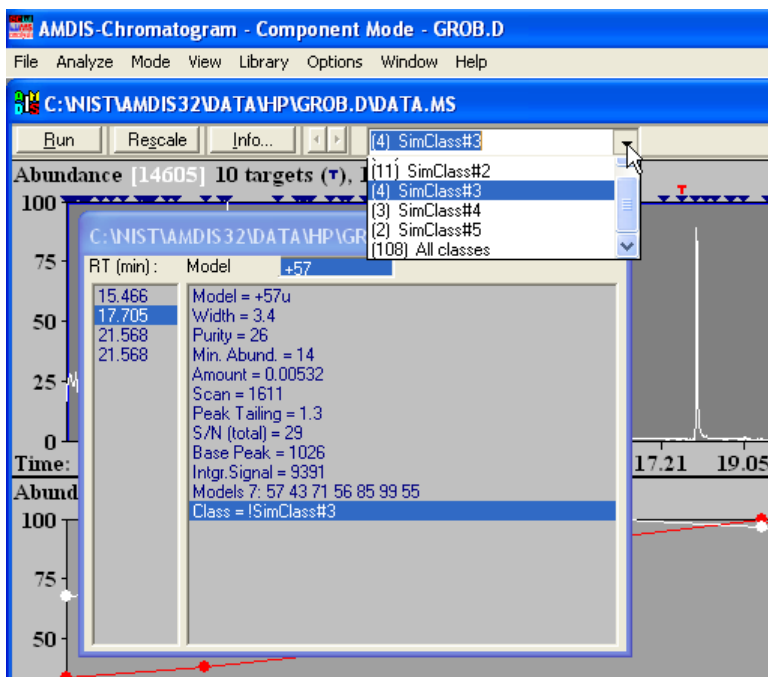 AMDIS-Chromatogram - Component Mode - GROB.D
File Analyze Mode View Library Options Window Help
C:\NIST\AMDIS32\DATA\HP\GROB.D\DATA.MS
Run Rescale Info... (4) SimClass#3
Abundance [14605] 10 targets (T),
(11) SimClass#2
(4) SimClass#3
(3) SimClass#4
(2) SimClass#5
(108) All classes
T
100
75
50
25
0
Time: 17.21 19.05
C:\NIST\AMDIS32\DATA\HP\GR
RT (min) : Model +57
15.466
17.705
21.568
21.568
Model = +57u
Width = 3.4
Purity = 26
Min. Abund. = 14
Amount = 0.00532
Scan = 1611
Peak Tailing = 1.3
S/N (total) = 29
Base Peak = 1026
Intgr.Signal = 9391
Models 7: 57 43 71 56 85 99 55
Class = !SimClass#3
Abund
100
75
50